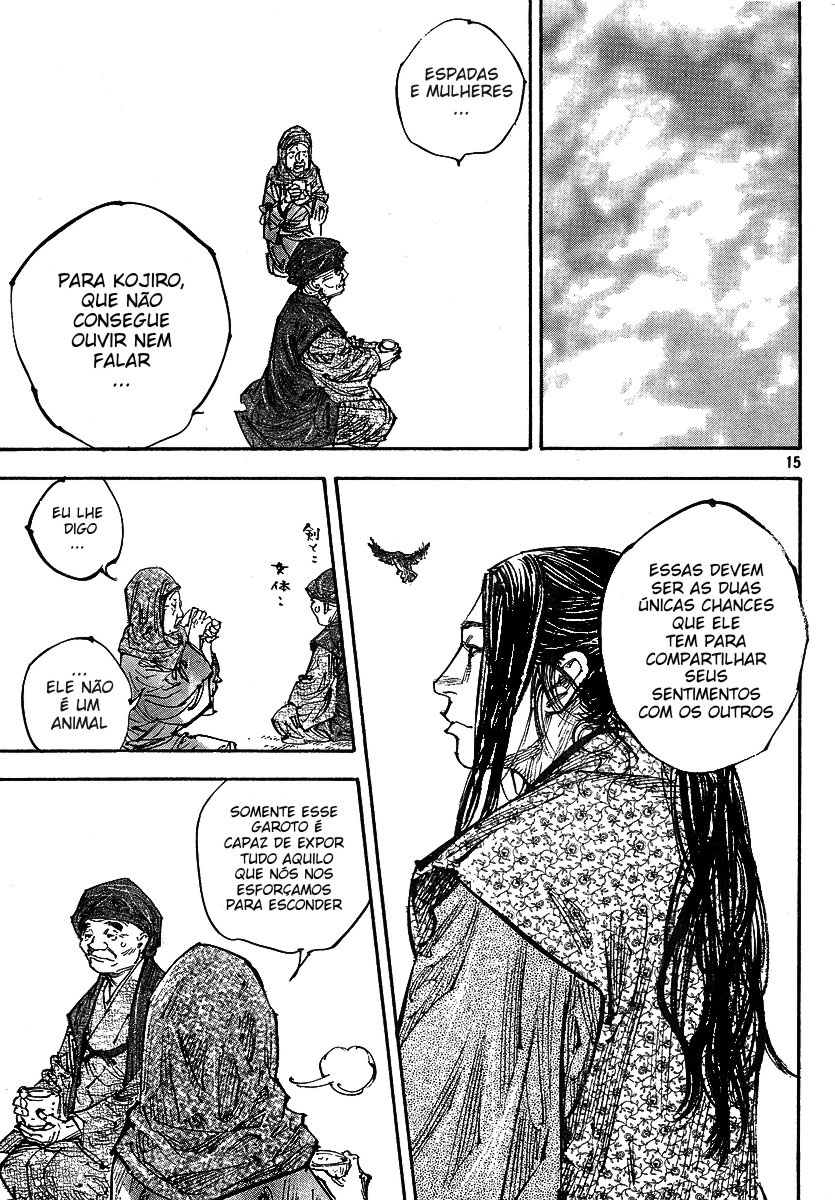 ESPADAS
E MULHERES
...
PARA KOJIRO,
QUE NÃO
CONSEGUE
OUVIR NEM
FALAR
...
15
ESSAS DEVEM
SER AS DUAS
ÚNICAS CHANCES
QUE ELE
TEM PARA
COMPARTILHAR
SEUS
SENTIMENTOS
COM OS OUTROS
剣と…
女体…
EU LHE
DIGO
...
...
ELE NÃO
É UM
ANIMAL
SOMENTE ESSE
GAROTO É
CAPAZ DE EXPOR
TUDO AQUILO
QUE NÓS NOS
ESFORÇAMOS
PARA ESCONDER